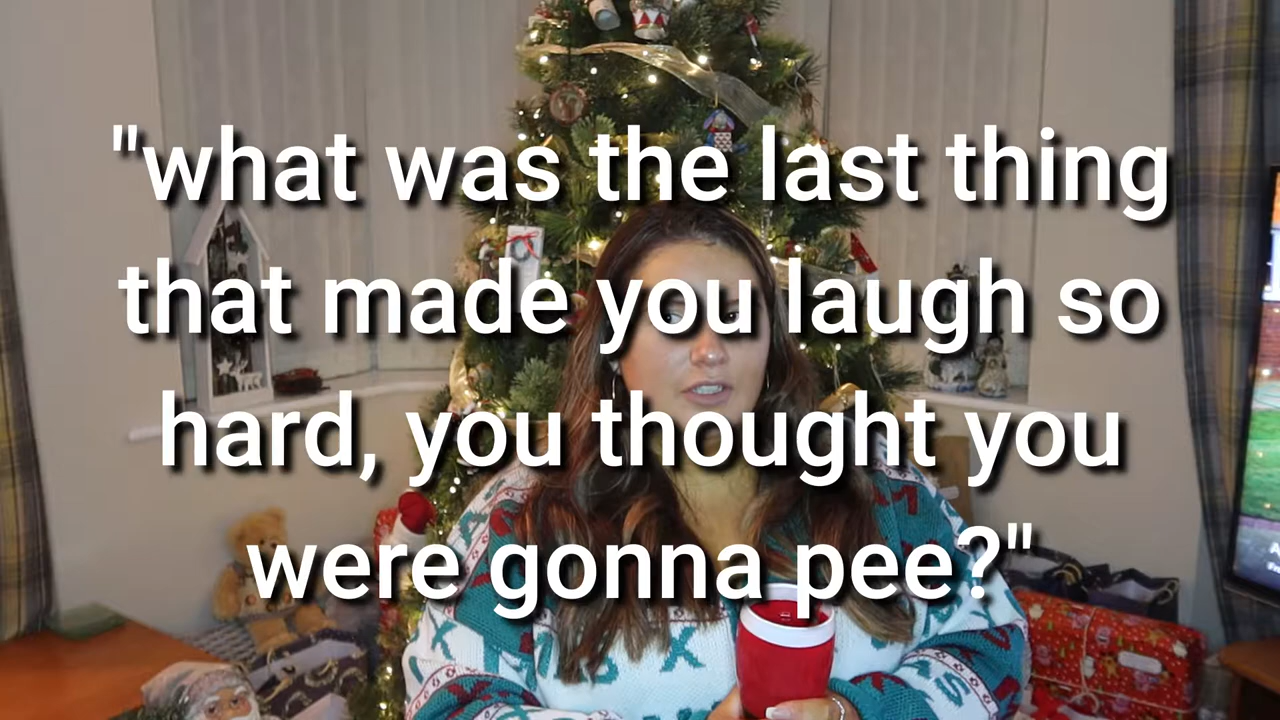 "what was the last thing
that made you laugh so
hard, you thought you
were gonna pee?"